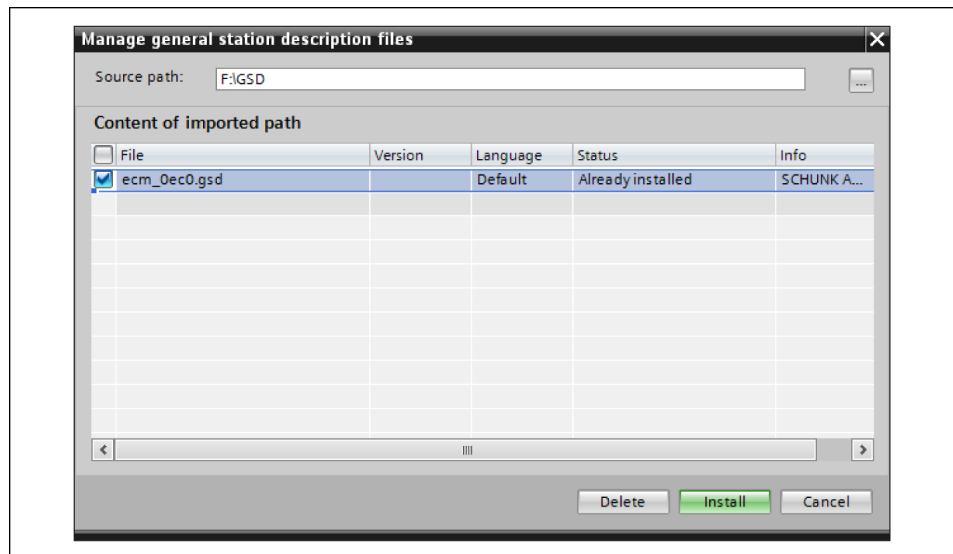 Manage general station description files
Source path: F:\GSD ...
Content of imported path
File Version Language Status Info
ecm_0ec0.gsd Default Already installed SCHUNK A...
Delete Install Cancel